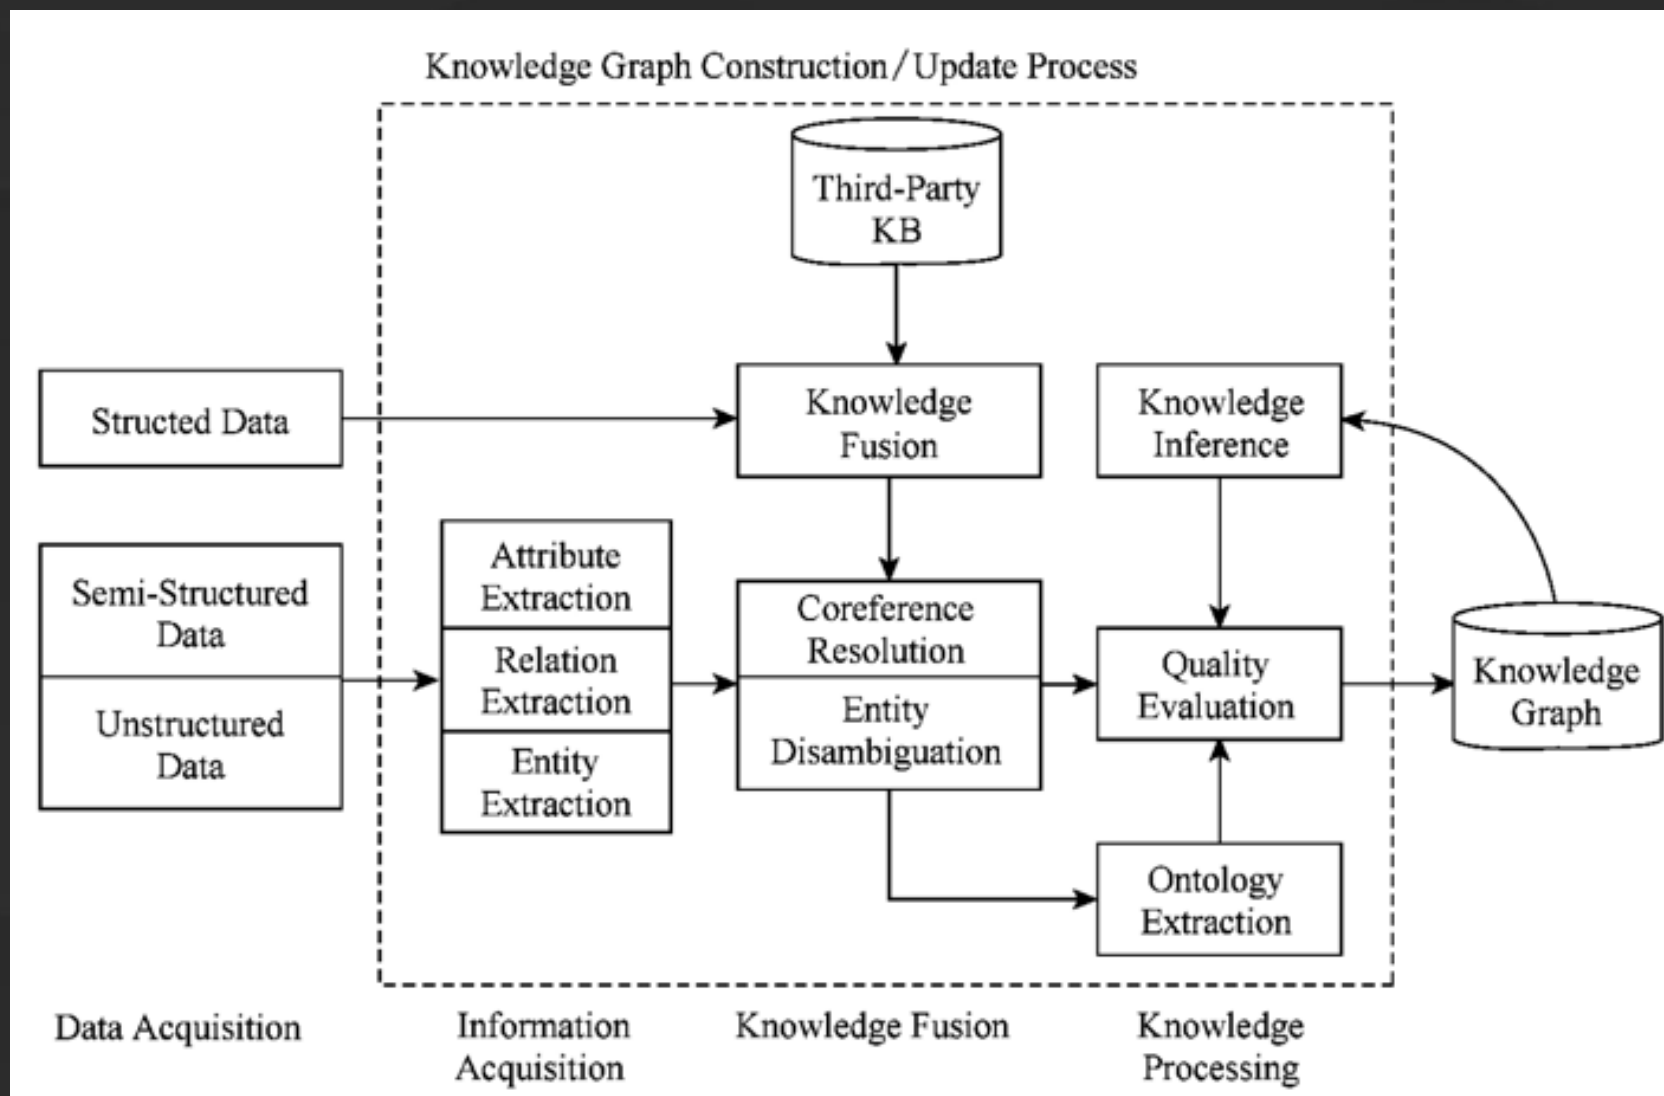 Knowledge Graph Construction/Update Process
Third-Party
KB
Structed Data
Knowledge
Fusion
Knowledge
Inference
Semi-Structured
Data
Unstructured
Data
Attribute
Extraction
Relation
Extraction
Entity
Extraction
Coreference
Resolution
Entity
Disambiguation
Quality
Evaluation
Knowledge
Graph
Ontology
Extraction
Data Acquisition
Information
Acquisition
Knowledge Fusion
Knowledge
Processing